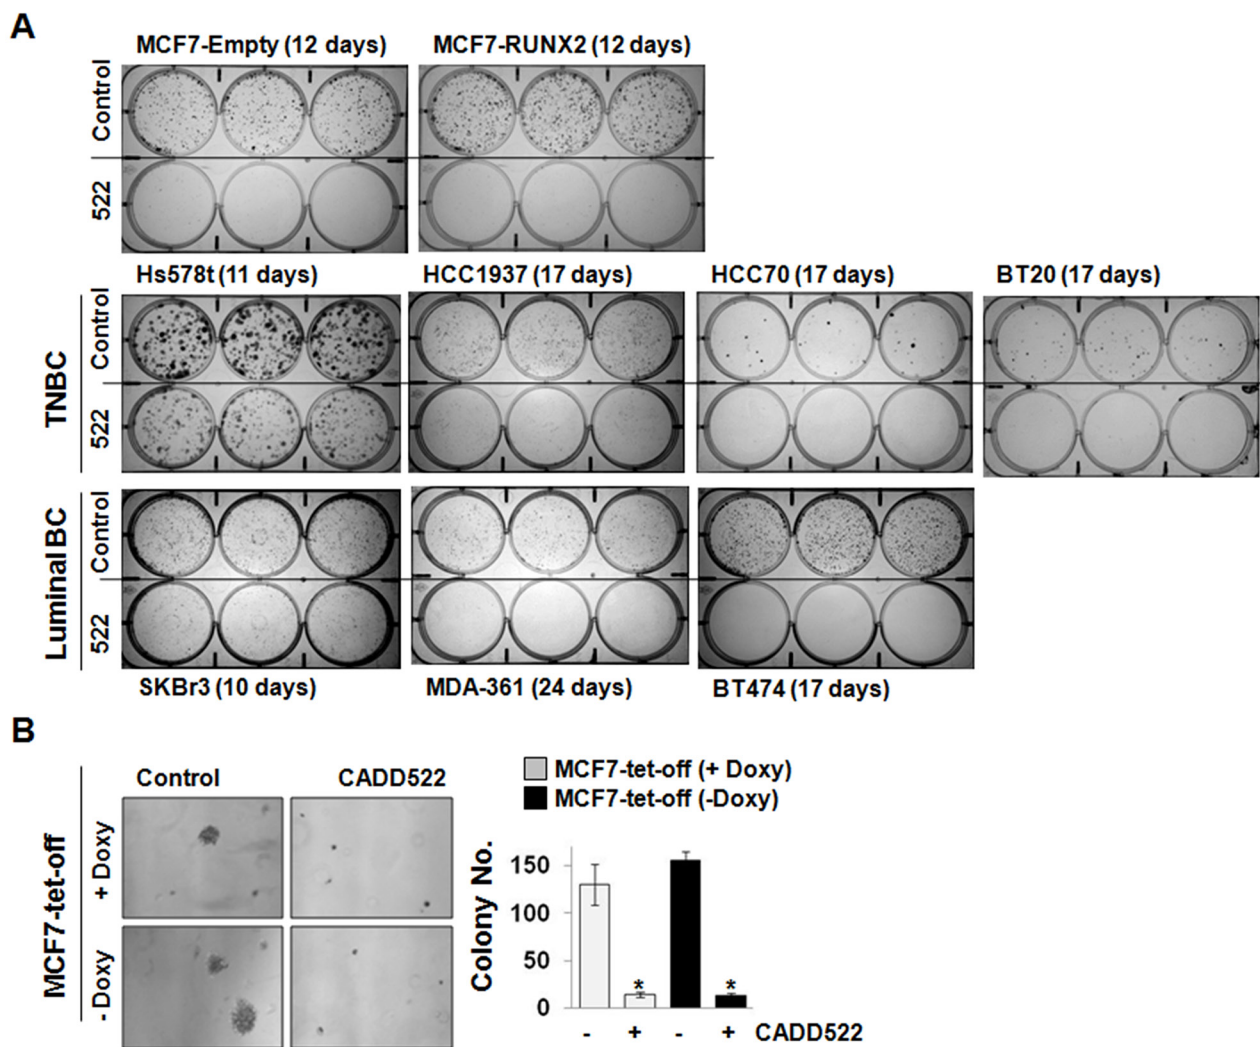 A
MCF7-Empty (12 days)
MCF7-RUNX2 (12 days)
Control
522
Hs578t (11 days)
HCC1937 (17 days)
HCC70 (17 days)
BT20 (17 days)
TNBC
Control
522
Luminal BC
Control
522
SKBr3 (10 days)
MDA-361 (24 days)
BT474 (17 days)
B
Control
CADD522
MCF7-tet-off
+ Doxy
- Doxy
MCF7-tet-off (+ Doxy)
MCF7-tet-off (-Doxy)
Colony No.
150
100
50
0
* *
- + - + CADD522